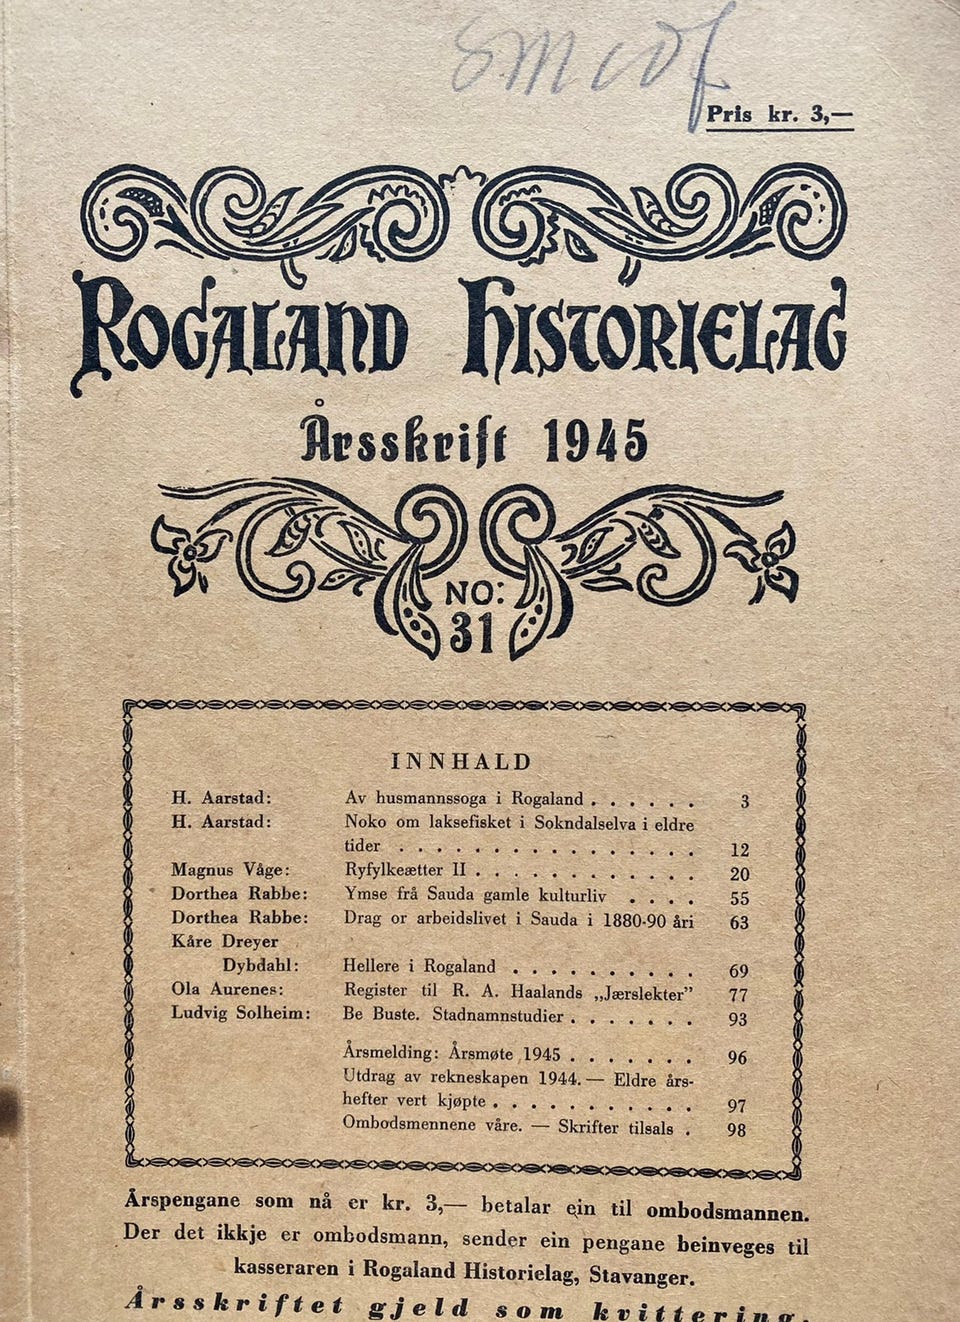 Pris kr. 3,—
ROGALAND HISTORIELAG
Årsskrift 1945
NO:
31
INNHALD
H. Aarstad: Av husmannssoga i Rogaland . . . . . . 3
H. Aarstad: Noko om laksefisket i Sokndalselva i eldre
tider . . . . . . . . . . . . . . . . 12
Magnus Våge: Ryfylkeætter II . . . . . . . . . . . . 20
Dorthea Rabbe: Ymse frå Sauda gamle kulturliv . . . . 55
Dorthea Rabbe: Drag or arbeidslivet i Sauda i 1880-90 åri 63
Kåre Dreyer
Dybdahl: Hellere i Rogaland . . . . . . . . . . 69
Ola Aurenes: Register til R. A. Haalands „Jærslekter” 77
Ludvig Solheim: Be Buste. Stadnamnstudier . . . . . . . 93
Årsmelding: Årsmøte 1945 . . . . . . . 96
Utdrag av rekneskapen 1944. — Eldre års-
hefter vert kjøpte . . . . . . . . . . . 97
Ombodsmennene våre. — Skrifter tilsals . 98
Årspengane som nå er kr. 3,— betalar ein til ombodsmannen.
Der det ikkje er ombodsmann, sender ein pengane beinveges til
kasseraren i Rogaland Historielag, Stavanger.
Årsskriftet gjeld som kvittering.